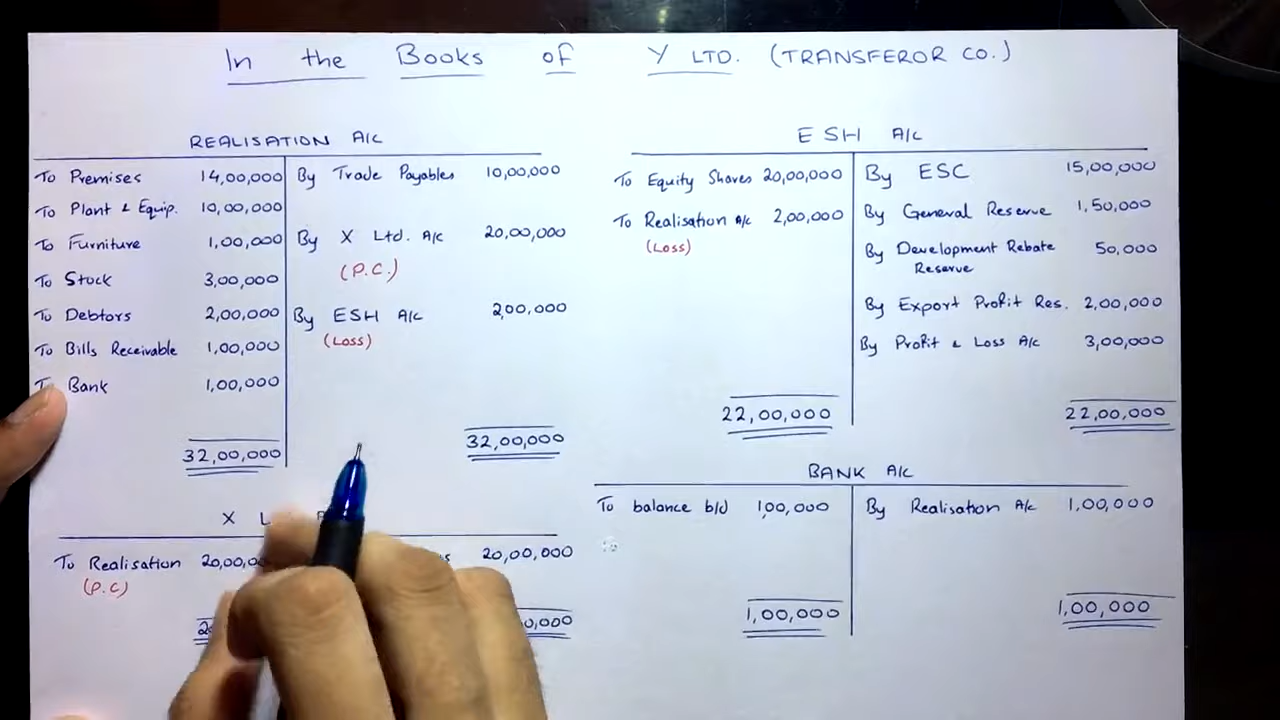 In the Books of Y LTD. (TRANSFEROR CO.)
REALISATION A/C
To Premises 14,00,000 By Trade Payables 10,00,000
To Plant & Equip. 10,00,000
To Furniture 1,00,000 By X Ltd. A/c 20,00,000
(P.C.)
To Stock 3,00,000
To Debtors 2,00,000 By ESH A/c 2,00,000
(Loss)
To Bills Receivable 1,00,000
To Bank 1,00,000
32,00,000 32,00,000
X
To Realisation By 20,00,000
(P.C)
ESH A/C
To Equity Shares 20,00,000 By ESC 15,00,000
To Realisation A/c 2,00,000 By General Reserve 1,50,000
(Loss)
By Development Rebate 50,000
Reserve
By Export Profit Res. 2,00,000
By Profit & Loss A/c 3,00,000
22,00,000 22,00,000
BANK A/C
To balance b/d 1,00,000 By Realisation A/c 1,00,000
To
1,00,000 1,00,000